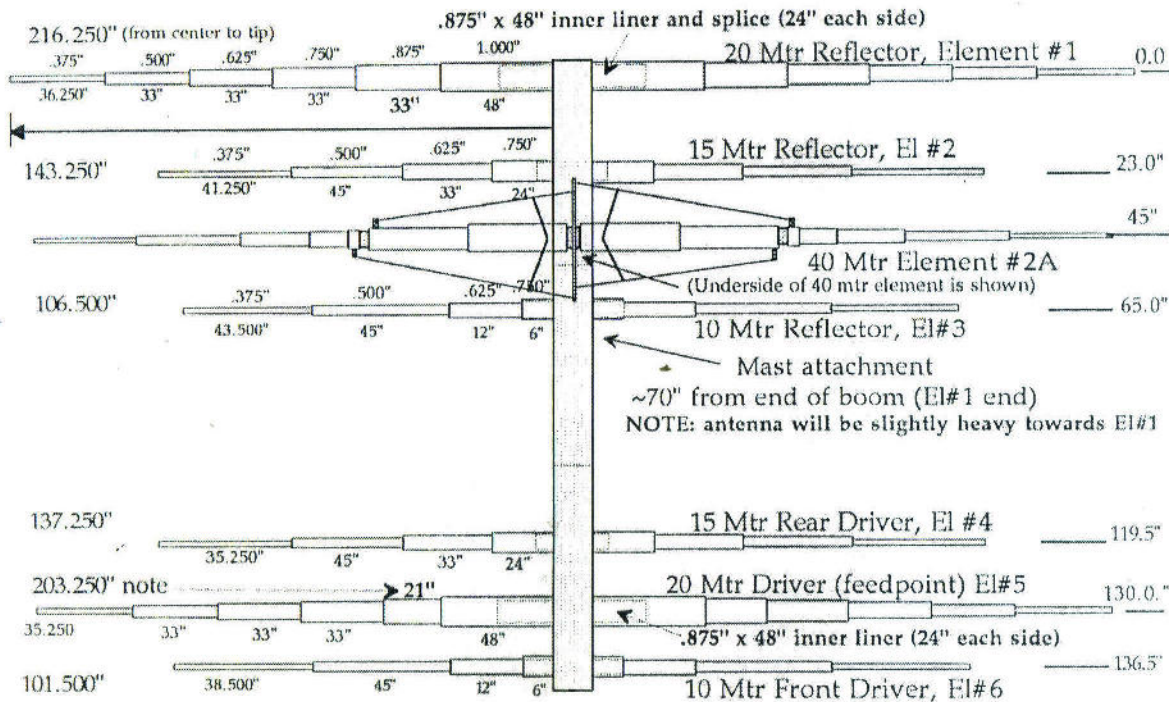 .875" x 48" inner liner and splice (24" each side)
216.250" (from center to tip)
.375" .500" .625" .750" .875" 1.000"
20 Mtr Reflector, Element #1
0.0
36.250" 33" 33" 33" 33" 48"
.375" .500" .625" .750"
15 Mtr Reflector, El #2
23.0"
143.250"
41.250" 45" 33" 24"
45"
40 Mtr Element #2A
(Underside of 40 mtr element is shown)
106.500"
.375" .500" .625" .750"
65.0"
43.500" 45" 12" 6"
10 Mtr Reflector, El#3
Mast attachment
~70" from end of boom (El#1 end)
NOTE: antenna will be slightly heavy towards El#1
137.250"
15 Mtr Rear Driver, El #4
119.5"
35.250" 45" 33" 24"
203.250" note
21"
20 Mtr Driver (feedpoint) El#5
130.0."
35.250 33" 33" 33" 48"
.875" x 48" inner liner (24" each side)
136.5"
101.500"
38.500" 45" 12" 6"
10 Mtr Front Driver, El#6